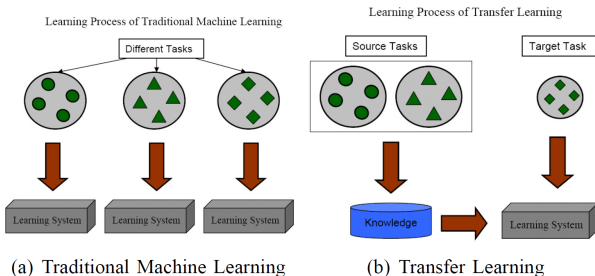 Learning Process of Traditional Machine Learning
Different Tasks
Learning System
Learning System
Learning System
(a) Traditional Machine Learning
Learning Process of Transfer Learning
Source Tasks
Target Task
Knowledge
Learning System
(b) Transfer Learning